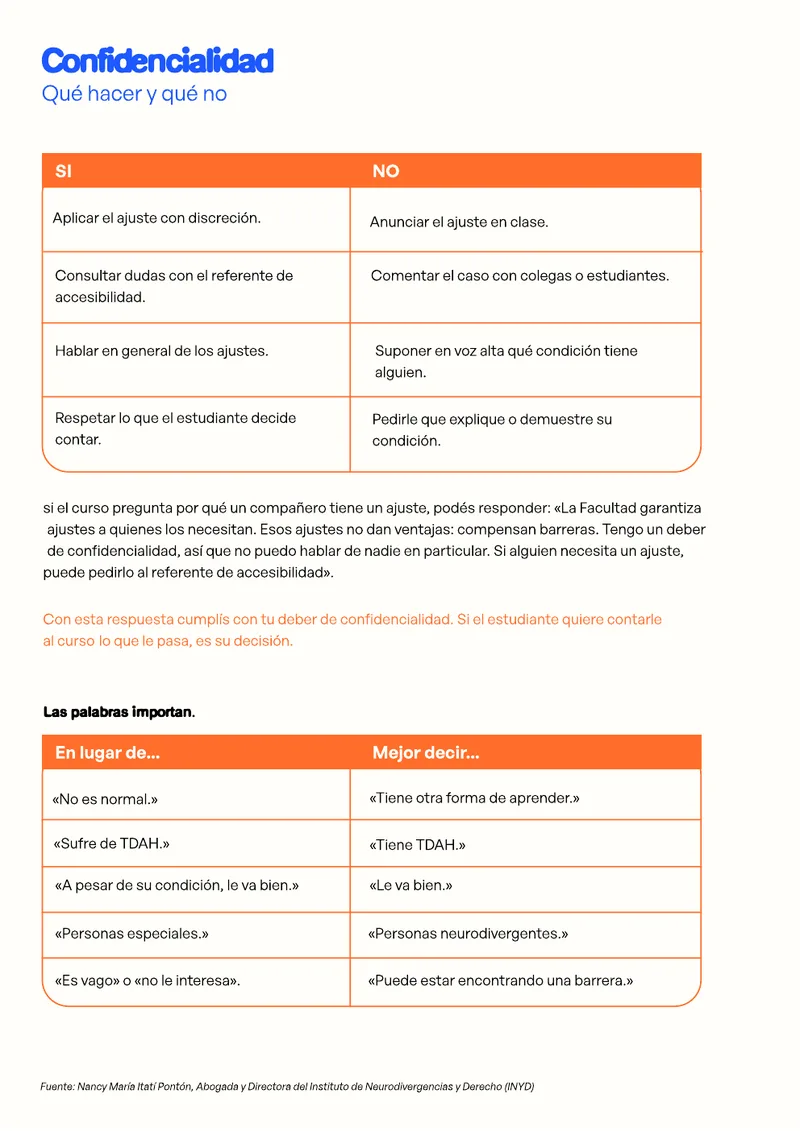 Confidencialidad
Qué hacer y qué no
SI
NO
Aplicar el ajuste con discreción.
Anunciar el ajuste en clase.
Consultar dudas con el referente de
accesibilidad.
Comentar el caso con colegas o estudiantes.
Hablar en general de los ajustes.
Suponer en voz alta qué condición tiene
alguien.
Respetar lo que el estudiante decide
contar.
Pedirle que explique o demuestre su
condición.
si el curso pregunta por qué un compañero tiene un ajuste, podés responder: «La Facultad garantiza
ajustes a quienes los necesitan. Esos ajustes no dan ventajas: compensan barreras. Tengo un deber
de confidencialidad, así que no puedo hablar de nadie en particular. Si alguien necesita un ajuste,
puede pedirlo al referente de accesibilidad».
Con esta respuesta cumplís con tu deber de confidencialidad. Si el estudiante quiere contarle
al curso lo que le pasa, es su decisión.
Las palabras importan.
En lugar de...
Mejor decir...
«No es normal.»
«Tiene otra forma de aprender.»
«Sufre de TDAH.»
«Tiene TDAH.»
«A pesar de su condición, le va bien.»
«Le va bien.»
«Personas especiales.»
«Personas neurodivergentes.»
«Es vago» o «no le interesa».
«Puede estar encontrando una barrera.»
Fuente: Nancy María Itatí Pontón, Abogada y Directora del Instituto de Neurodivergencias y Derecho (INYD)